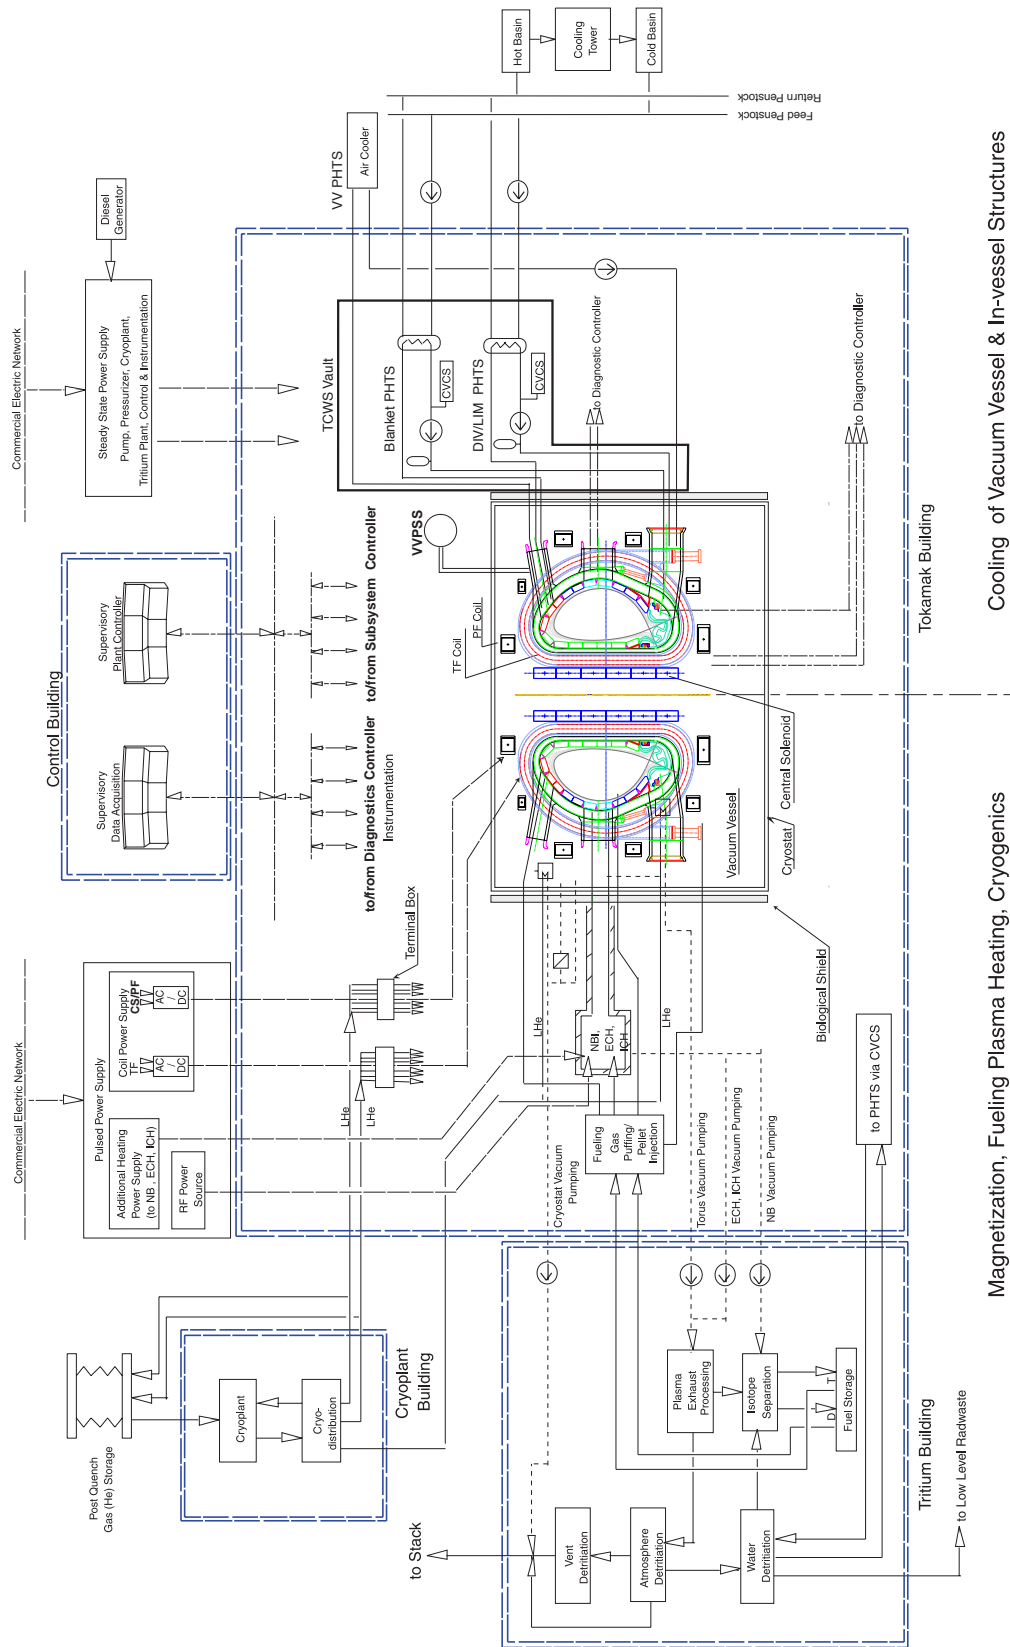 Commercial Electric Network
Commercial Electric Network
Post Quench
Gas (He) Storage
Pulsed Power Supply
Additional Heating
Power Supply
(to NB , ECH, ICH)
RF Power
Source
Coil Power Supply
TF
CS/PF
AC
/
DC
AC
/
DC
Control Building
Supervisory
Data Acquisition
Supervisory
Plant Controller
Steady State Power Supply
Pump, Pressurizer, Cryoplant,
Tritium Plant, Control & Instrumentation
Diesel
Generator
Cryoplant
Cryo-
distribution
Cryoplant
Building
LHe
LHe
Terminal Box
to/from Diagnostics Controller
Instrumentation
to/from Subsystem Controller
VVPSS
TCWS Vault
Blanket PHTS
CVCS
DIV/LIM PHTS
CVCS
VV PHTS
Air Cooler
Hot Basin
Cooling
Tower
Cold Basin
Return Penstock
Feed Penstock
to Stack
Vent
Detritiation
Atmosphere
Detritiation
Water
Detritiation
Plasma
Exhaust
Processing
Isotope
Separation
D
T
Fuel Storage
Cryostat Vacuum
Pumping
Fueling
Gas
Puffing/
Pellet
Injection
LHe
NBI,
ECH,
ICH
LHe
Torus Vacuum Pumping
ECH, ICH Vacuum Pumping
NB Vacuum Pumping
M
M
PF Coil
TF Coil
Vacuum Vessel
Central Solenoid
Cryostat
Biological Shield
to Diagnostic Controller
to Diagnostic Controller
to PHTS via CVCS
Tritium Building
to Low Level Radwaste
Tokamak Building
Magnetization, Fueling Plasma Heating, Cryogenics
Cooling of Vacuum Vessel & In-vessel Structures